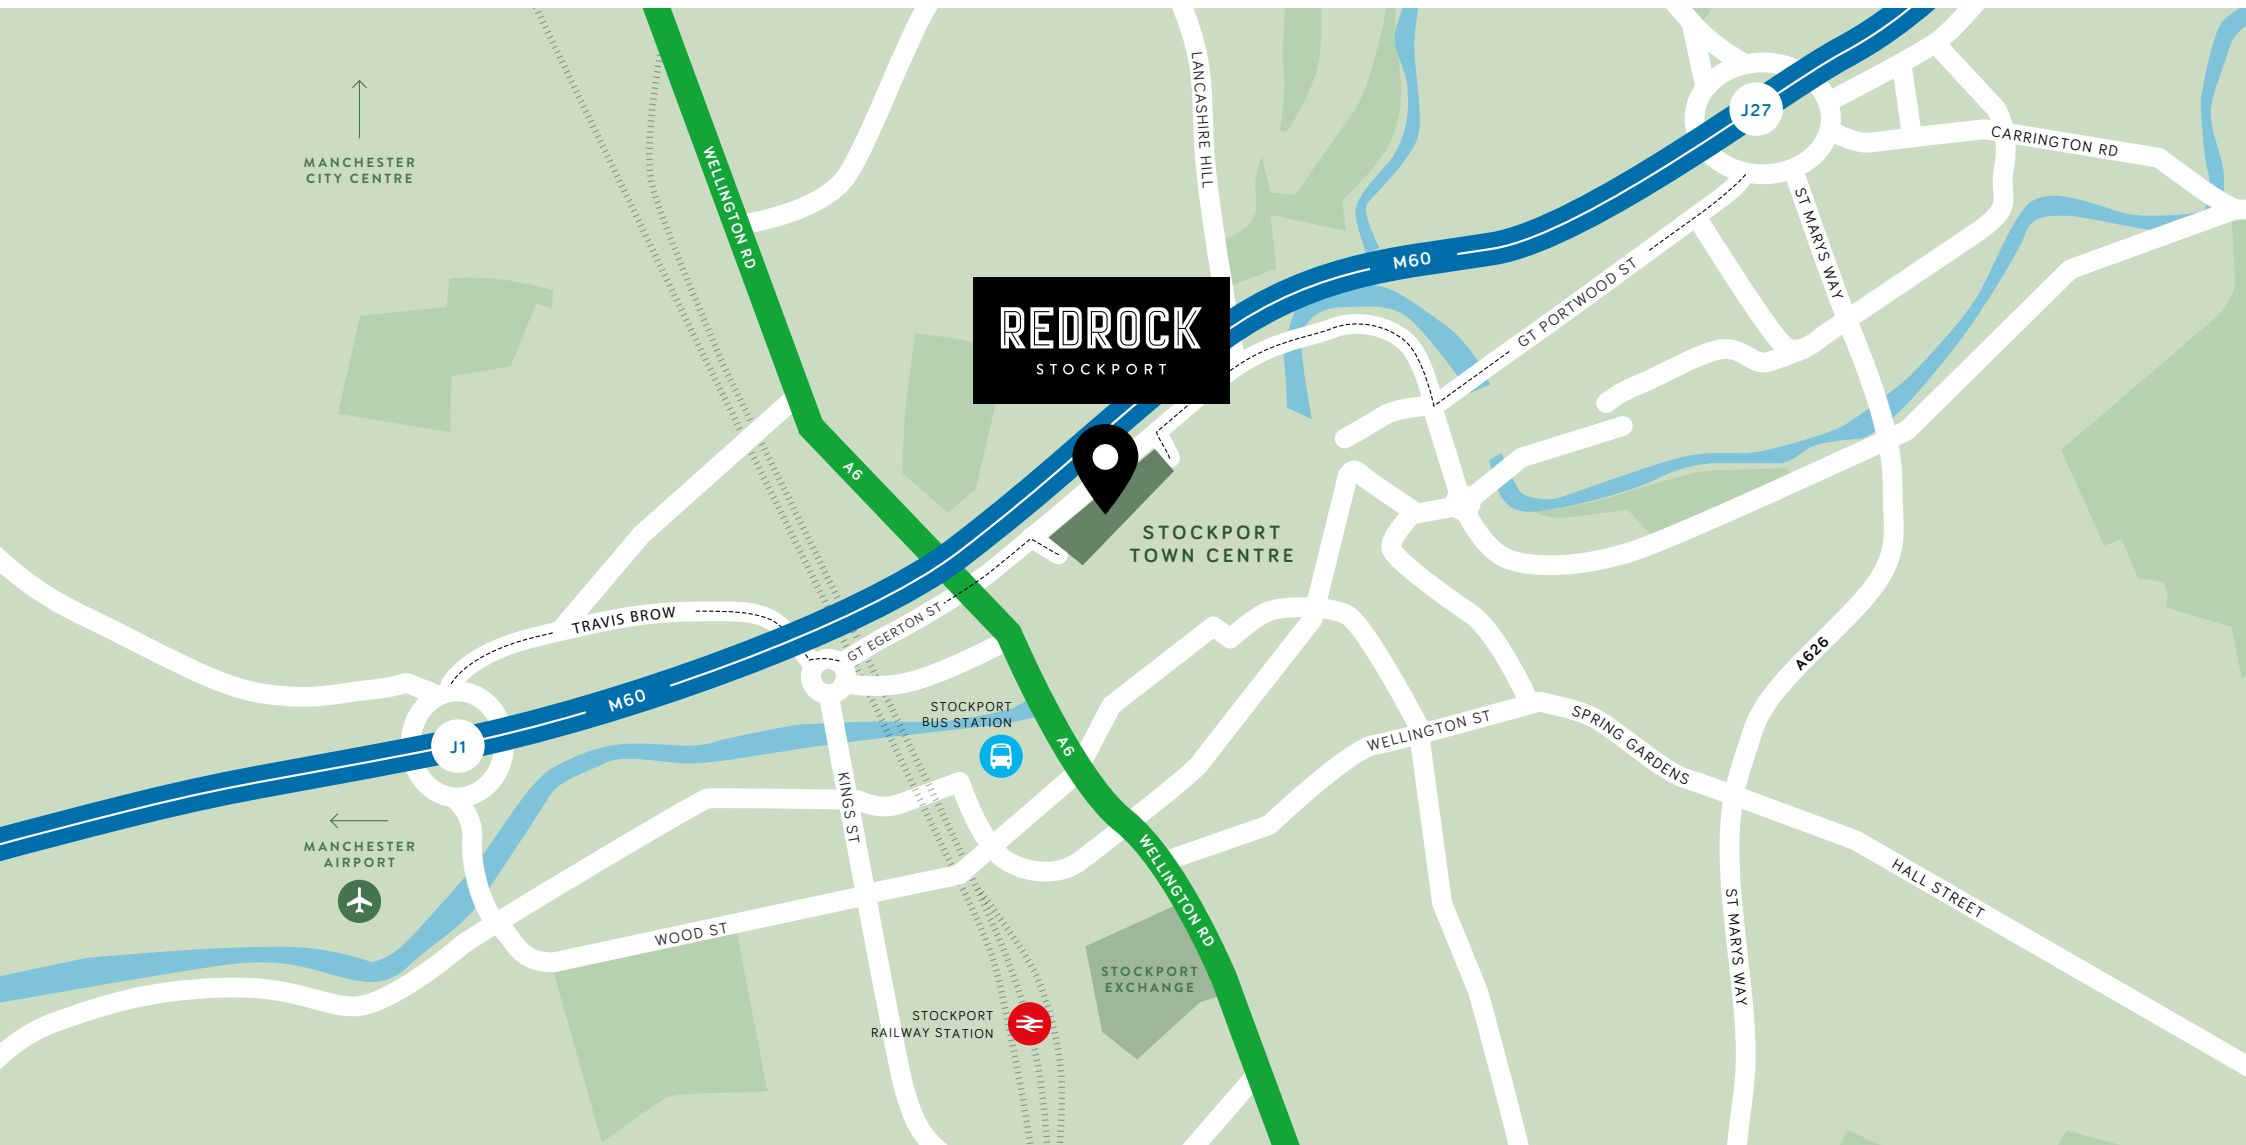 J27
LANCASHIRE HILL
CARRINGTON RD
MANCHESTER
CITY CENTRE
WELLINGTON RD
ST MARYS WAY
M60
GT PORTWOOD ST
REDROCK
STOCKPORT
A6
STOCKPORT
TOWN CENTRE
TRAVIS BROW
GT EGERTON ST
A626
M60
STOCKPORT
BUS STATION
WELLINGTON ST
SPRING GARDENS
J1
A6
KINGS ST
MANCHESTER
AIRPORT
WELLINGTON RD
HALL STREET
WOOD ST
ST MARYS WAY
STOCKPORT
EXCHANGE
STOCKPORT
RAILWAY STATION